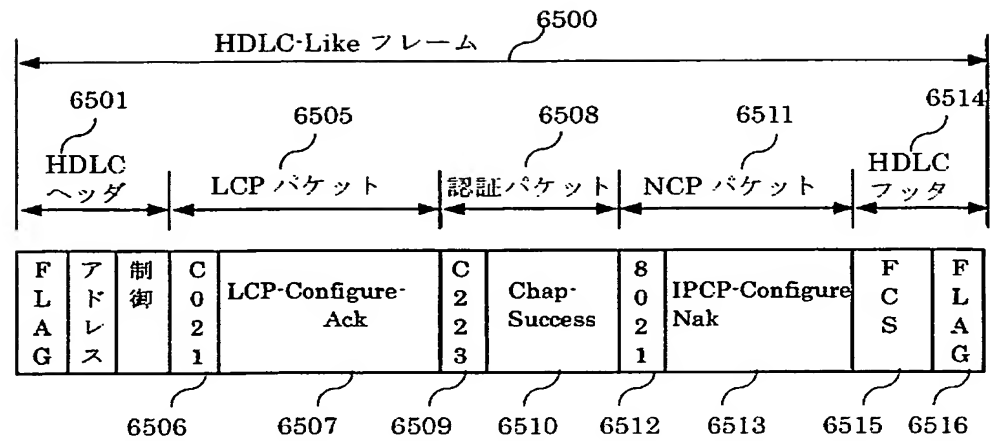 6500
HDLC-Like フレーム
6501
6505
6508
6511
6514
HDLC
ヘッダ
LCP パケット
認証パケット
NCP パケット
HDLC
フッタ
FLAG
アドレス
制御
C021
LCP-Configure-
Ack
C223
Chap-
Success
8021
IPCP-Configure
Nak
FCS
FLAG
6506
6507
6509
6510
6512
6513
6515
6516